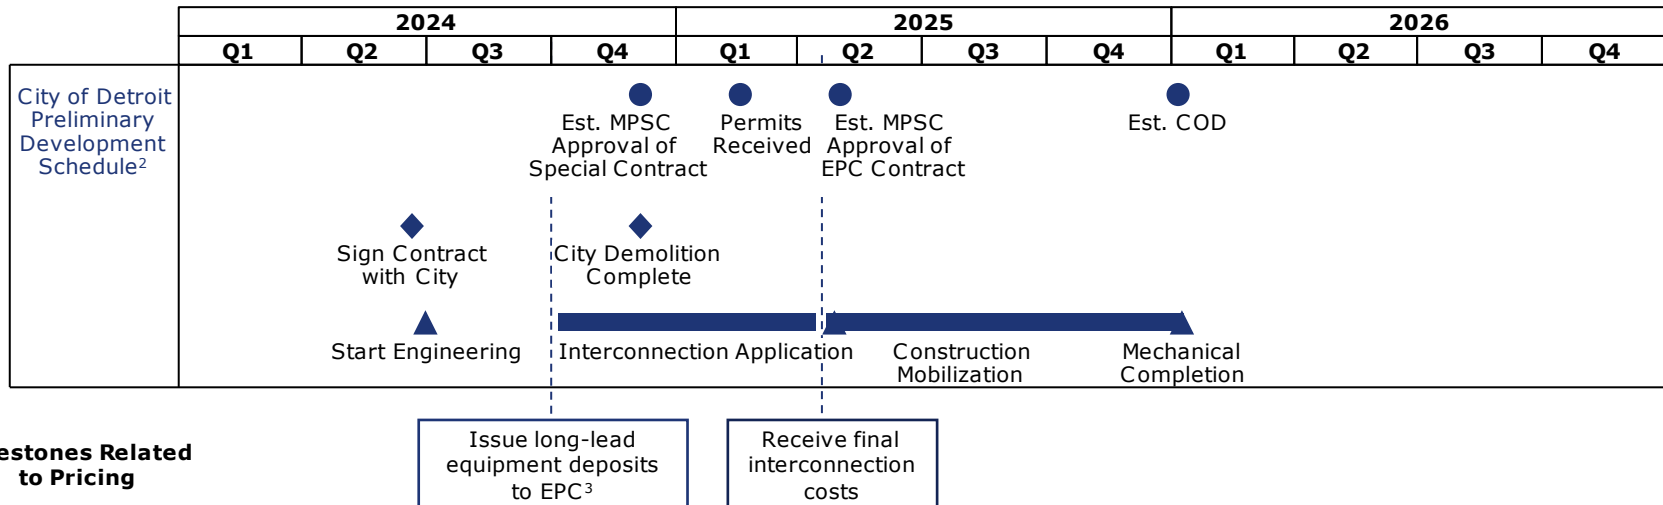 2024 2025 2026
Q1 Q2 Q3 Q4 Q1 Q2 Q3 Q4 Q1 Q2 Q3 Q4
City of Detroit
Preliminary
Development
Schedule²
Est. MPSC
Approval of
Special Contract
Permits
Received
Est. MPSC
Approval of
EPC Contract
Est. COD
Sign Contract
with City
City Demolition
Complete
Start Engineering
Interconnection Application
Construction
Mobilization
Mechanical
Completion
estones Related
to Pricing
Issue long-lead
equipment deposits
to EPC³
Receive final
interconnection
costs